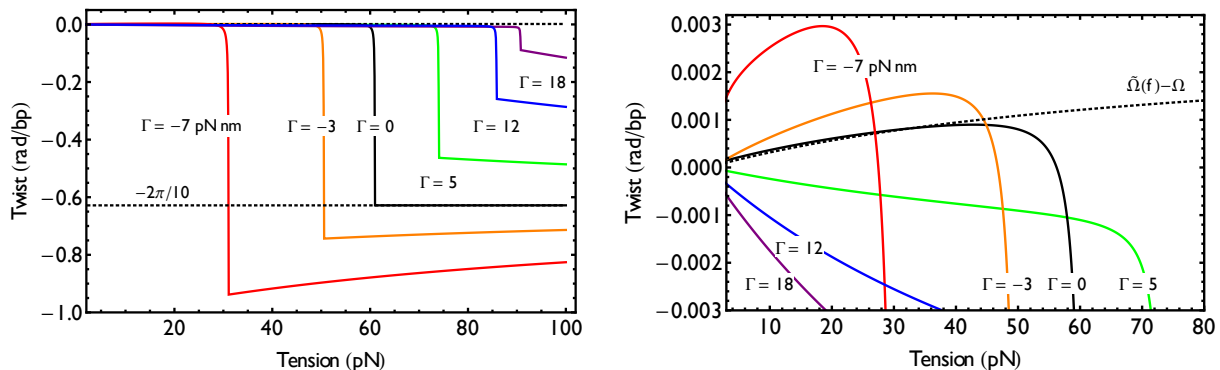 0.0
−0.2
−0.4
−0.6
−0.8
−1.0
Twist (rad/bp)
Γ = 18
Γ = −7 pN nm
Γ = −3
Γ = 0
Γ = 12
Γ = 5
−2π/10
20
40
60
80
100
Tension (pN)
0.003
0.002
0.001
0.000
−0.001
−0.002
−0.003
Twist (rad/bp)
Γ = −7 pN nm
Ω̃(f)−Ω
Γ = 12
Γ = 18
Γ = −3
Γ = 0
Γ = 5
10
20
30
40
50
60
70
80
Tension (pN)